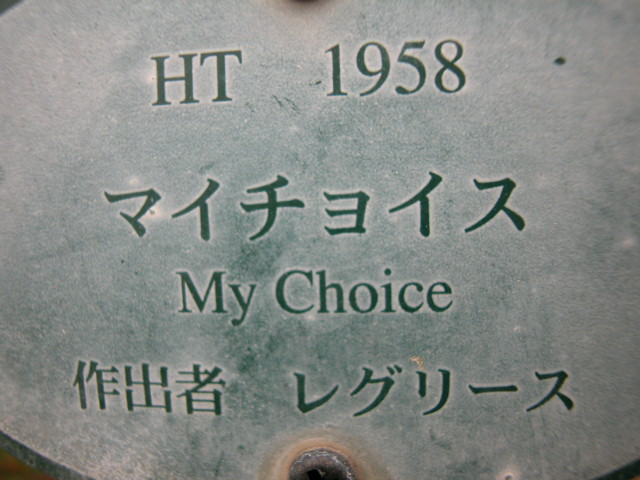 HT 1958
マイチョイス
My Choice
作出者 レグリース